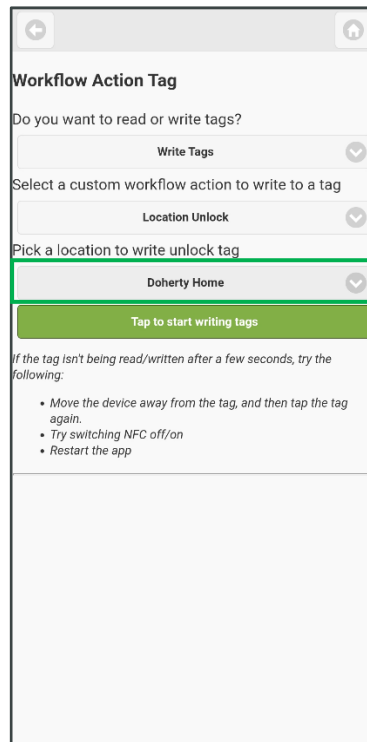 Workflow Action Tag
Do you want to read or write tags?
Write Tags
Select a custom workflow action to write to a tag
Location Unlock
Pick a location to write unlock tag
Doherty Home
Tap to start writing tags
If the tag isn't being read/written after a few seconds, try the
following:
• Move the device away from the tag, and then tap the tag
again.
• Try switching NFC off/on
• Restart the app